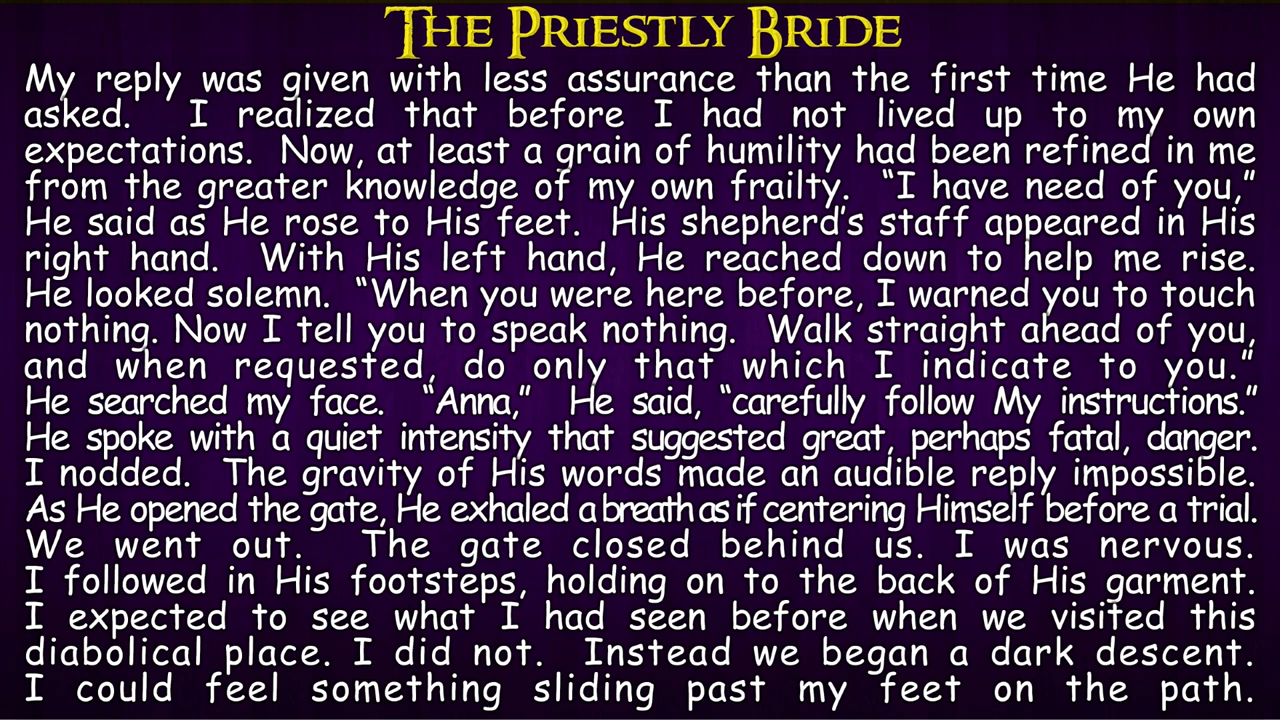 The Priestly Bride
My reply was given with less assurance than the first time He had
asked. I realized that before I had not lived up to my own
expectations. Now, at least a grain of humility had been refined in me
from the greater knowledge of my own frailty. “I have need of you,”
He said as He rose to His feet. His shepherd's staff appeared in His
right hand. With His left hand, He reached down to help me rise.
He looked solemn. “When you were here before, I warned you to touch
nothing. Now I tell you to speak nothing. Walk straight ahead of you,
and when requested, do only that which I indicate to you.”
He searched my face. “Anna,” He said, “carefully follow My instructions.”
He spoke with a quiet intensity that suggested great, perhaps fatal, danger.
I nodded. The gravity of His words made an audible reply impossible.
As He opened the gate, He exhaled a breath as if centering Himself before a trial.
We went out. The gate closed behind us. I was nervous.
I followed in His footsteps, holding on to the back of His garment.
I expected to see what I had seen before when we visited this
diabolical place. I did not. Instead we began a dark descent.
I could feel something sliding past my feet on the path.